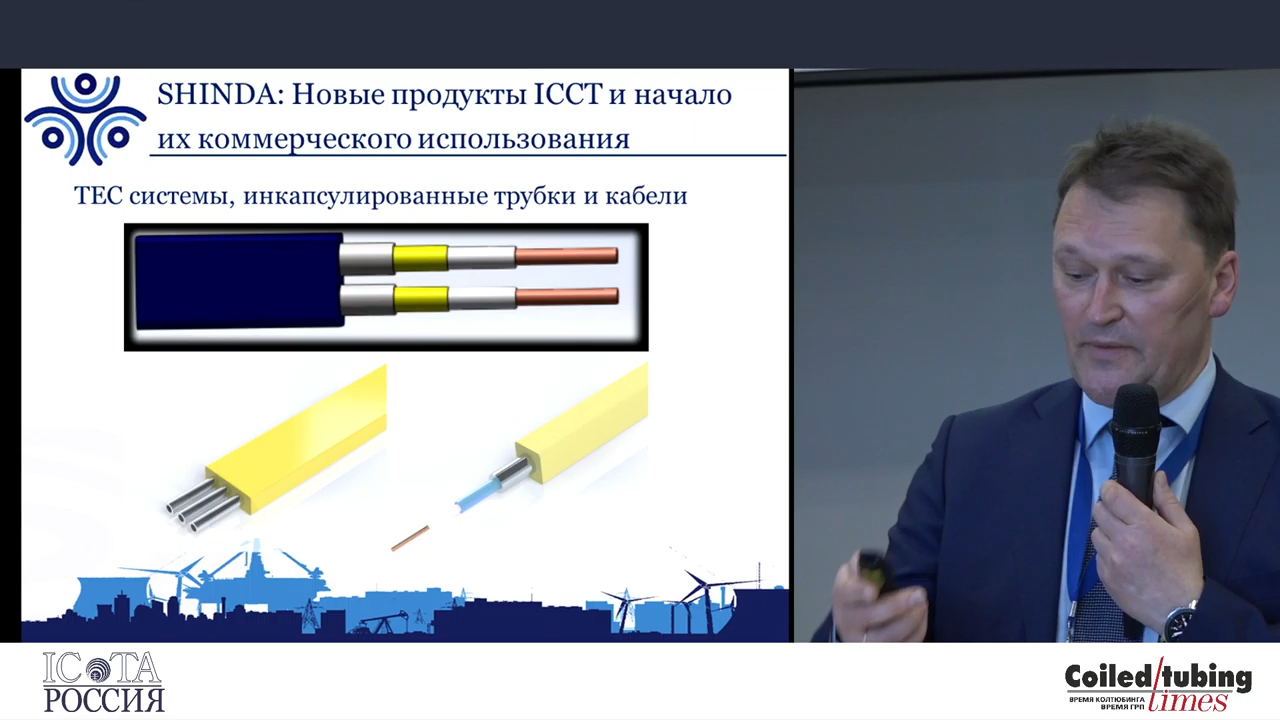 SHINDA: Новые продукты ICCT и начало
их коммерческого использования
ТЕС системы, инкапсулированные трубки и кабели
ICOTA
РОССИЯ
Coiled tubing
times
ВРЕМЯ КОЛТЮБИНГА
ВРЕМЯ ГРП